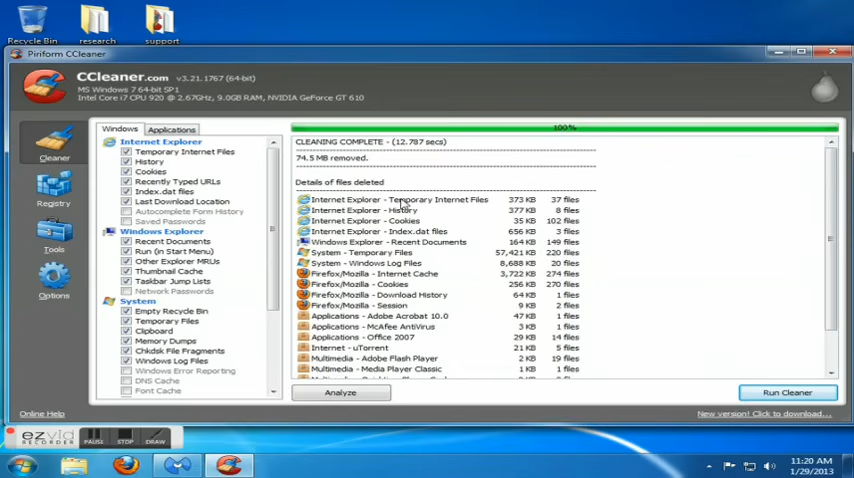 Recycle Bin
research
support
Piriform CCleaner
CCleaner.com v3.21.1767 (64-bit)
MS Windows 7 64-bit SP1
Intel Core i7 CPU 920 @ 2.67GHz, 9.0GB RAM, NVIDIA GeForce GT 610
Cleaner
Registry
Tools
Options
Windows Applications
Internet Explorer
Temporary Internet Files
History
Cookies
Recently Typed URLs
Index.dat files
Last Download Location
Autocomplete Form History
Saved Passwords
Windows Explorer
Recent Documents
Run (in Start Menu)
Other Explorer MRUs
Thumbnail Cache
Taskbar Jump Lists
Network Passwords
System
Empty Recycle Bin
Temporary Files
Clipboard
Memory Dumps
Chkdsk File Fragments
Windows Log Files
Windows Error Reporting
DNS Cache
Font Cache
100%
CLEANING COMPLETE - (12.787 secs)
74.5 MB removed.
Details of files deleted
Internet Explorer - Temporary Internet Files 373 KB 37 files
Internet Explorer - History 377 KB 8 files
Internet Explorer - Cookies 35 KB 102 files
Internet Explorer - Index.dat files 656 KB 3 files
Windows Explorer - Recent Documents 164 KB 149 files
System - Temporary Files 57,421 KB 220 files
System - Windows Log Files 8,688 KB 20 files
Firefox/Mozilla - Internet Cache 3,722 KB 274 files
Firefox/Mozilla - Cookies 256 KB 270 files
Firefox/Mozilla - Download History 64 KB 1 files
Firefox/Mozilla - Session 9 KB 2 files
Applications - Adobe Acrobat 10.0 47 KB 1 files
Applications - McAfee AntiVirus 3 KB 1 files
Applications - Office 2007 29 KB 14 files
Internet - uTorrent 21 KB 5 files
Multimedia - Adobe Flash Player 2 KB 19 files
Multimedia - Media Player Classic 0 KB 1 files
Analyze
Run Cleaner
Online Help
New version! Click to download...
ezvid
RECORDER
PAUSE
STOP
DRAW
11:20 AM
1/29/2013